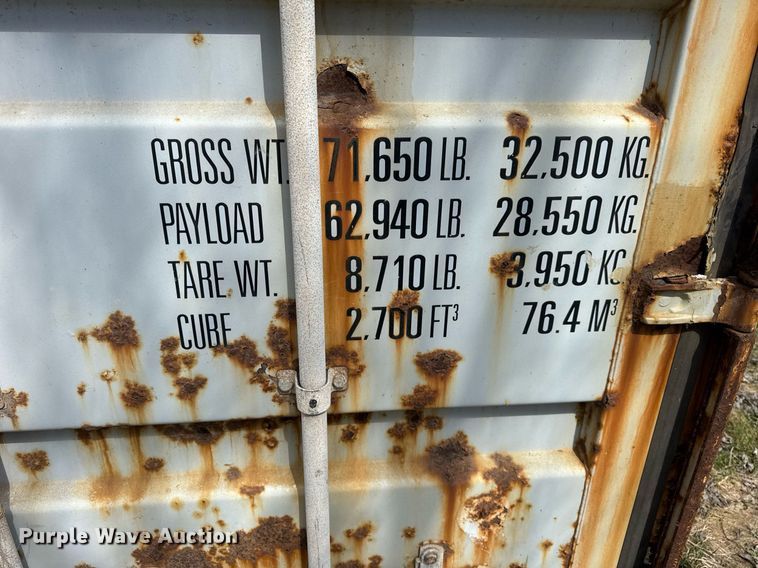 GROSS WT. 71,650 LB. 32,500 KG.
PAYLOAD 62,940 LB. 28,550 KG.
TARE WT. 8,710 LB. 3,950 KG.
CUBE 2,700 FT³ 76.4 M³
Purple Wave Auction